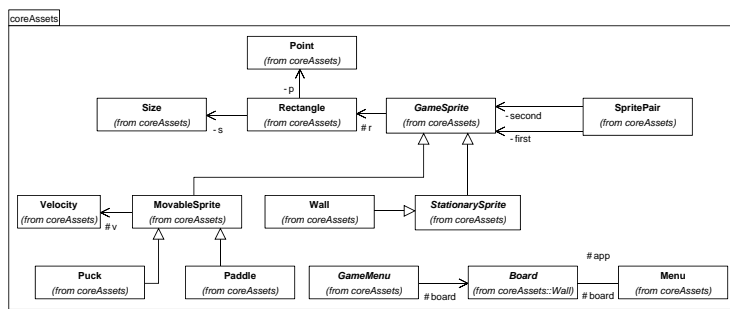 coreAssets
Point
(from coreAssets)
- p
Size
(from coreAssets)
- s
Rectangle
(from coreAssets)
# r
GameSprite
(from coreAssets)
- second
- first
SpritePair
(from coreAssets)
Velocity
(from coreAssets)
# v
MovableSprite
(from coreAssets)
Wall
(from coreAssets)
StationarySprite
(from coreAssets)
Puck
(from coreAssets)
Paddle
(from coreAssets)
GameMenu
(from coreAssets)
# board
Board
(from coreAssets::Wall)
# app
# board
Menu
(from coreAssets)